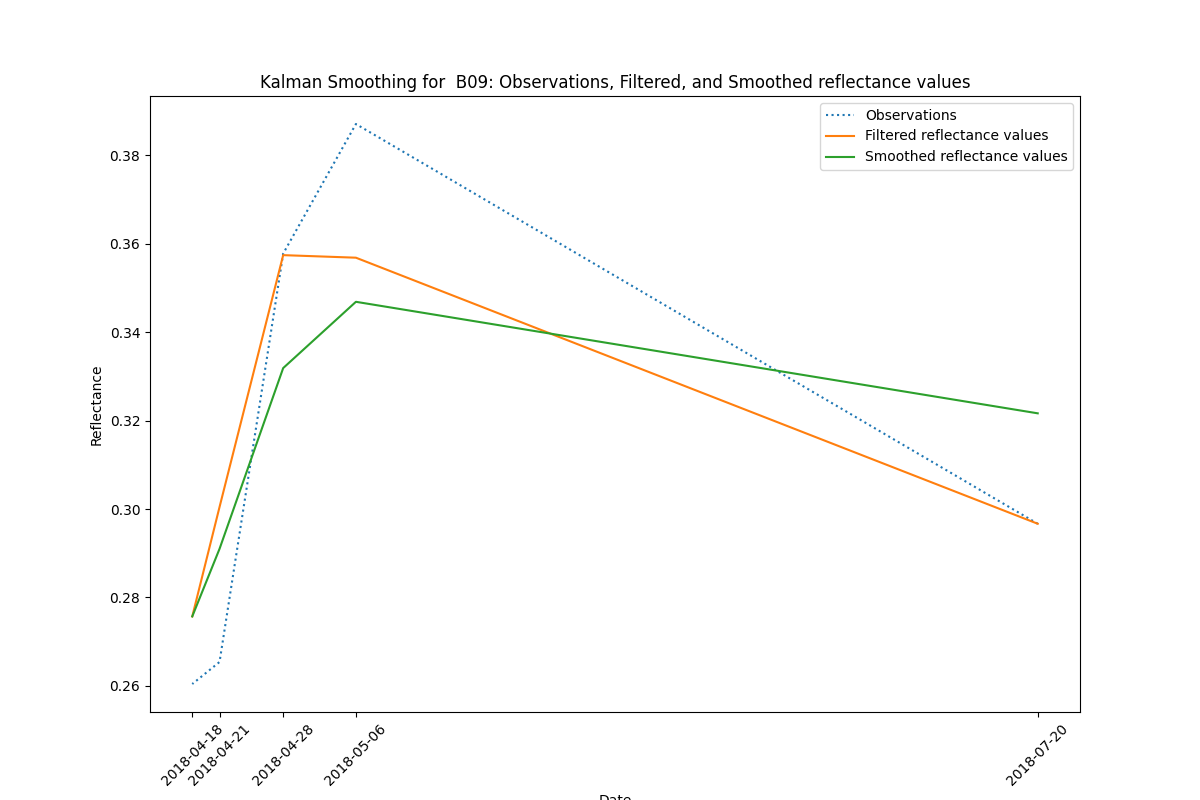 Kalman Smoothing for  B09: Observations, Filtered, and Smoothed reflectance values
Observations
Filtered reflectance values
Smoothed reflectance values
0.38
0.36
0.34
0.32
0.30
0.28
0.26
Reflectance
2018-04-18
2018-04-21
2018-04-28
2018-05-06
2018-07-20
Date